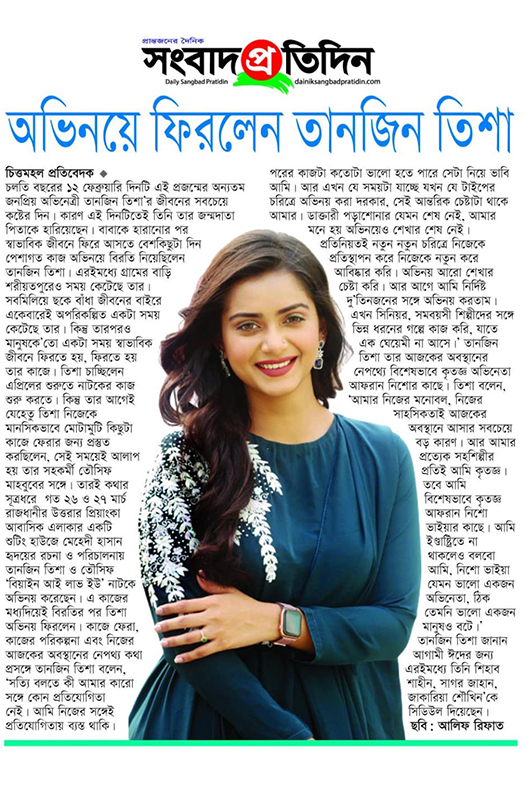 প্রান্তজনের দৈনিক
সংবাদ প্রতিদিন
Daily Sangbad Pratidin
dainiksangbadpratidin.com
অভিনয়ে ফিরলেন তানজিন তিশা
চিত্তমহল প্রতিবেদক ◆
চলতি বছরের ১২ ফেব্রুয়ারি দিনটি এই প্রজন্মের অন্যতম
জনপ্রিয় অভিনেত্রী তানজিন তিশা’র জীবনের সবচেয়ে
কষ্টের দিন। কারণ এই দিনটিতেই তিনি তার জন্মদাতা
পিতাকে হারিয়েছেন। বাবাকে হারানোর পর
স্বাভাবিক জীবনে ফিরে আসতে বেশকিছুটা দিন
পেশাগত কাজ অভিনয়ে বিরতি নিয়েছিলেন
তানজিন তিশা। এরইমধ্যে গ্রামের বাড়ি
শরীয়তপুরেও সময় কেটেছে তার।
সবমিলিয়ে ছকে বাঁধা জীবনের বাইরে
একেবারেই অপরিকল্পিত একটা সময়
কেটেছে তার। কিন্তু তারপরও
মানুষকে’তো একটা সময় স্বাভাবিক
জীবনে ফিরতে হয়, ফিরতে হয়
তার কাজে। তিশা চাচ্ছিলেন
এপ্রিলের শুরুতে নাটকের কাজ
শুরু করতে। কিন্তু তার আগেই
যেহেতু তিশা নিজেকে
মানসিকভাবে মোটামুটি কিছুটা
কাজে ফেরার জন্য প্রস্তুত
করছিলেন, সেই সময়েই আলাপ
হয় তার সহকর্মী তৌসিফ
মাহবুবের সঙ্গে। তারই কথার
সূত্রধরে গত ২৬ ও ২৭ মার্চ
রাজধানীর উত্তরার প্রিয়াংকা
আবাসিক এলাকার একটি
শুটিং হাউজে মেহেদী হাসান
হৃদয়ের রচনা ও পরিচালনায়
তানজিন তিশা ও তৌসিফ
‘বিয়াইন আই লাভ ইউ’ নাটকে
অভিনয় করেছেন। এ কাজের
মধ্যদিয়েই বিরতির পর তিশা
অভিনয় ফিরলেন। কাজে ফেরা,
কাজের পরিকল্পনা এবং নিজের
আজকের অবস্থানের নেপথ্য কথা
প্রসঙ্গে তানজিন তিশা বলেন,
‘সত্যি বলতে কী আমার কারো
সঙ্গে কোন প্রতিযোগিতা
নেই। আমি নিজের সঙ্গেই
প্রতিযোগিতায় ব্যস্ত থাকি।
পরের কাজটা কতোটা ভালো হতে পারে সেটা নিয়ে ভাবি
আমি। আর এখন যে সময়টা যাচ্ছে যখন যে টাইপের
চরিত্রে অভিনয় করা দরকার, সেই আন্তরিক চেষ্টাটা থাকে
আমার। ডাক্তারী পড়াশোনার যেমন শেষ নেই, আমার
মনে হয় অভিনয়েও শেখার শেষ নেই।
প্রতিনিয়তই নতুন নতুন চরিত্রে নিজেকে
প্রতিস্থাপন করে নিজেকে নতুন করে
আবিষ্কার করি। অভিনয় আরো শেখার
চেষ্টা করি। আর আগে আমি নির্দিষ্ট
দু’তিনজনের সঙ্গে অভিনয় করতাম।
এখন সিনিয়র, সমবয়সী শিল্পীদের সঙ্গে
ভিন্ন ধরনের গল্পে কাজ করি, যাতে
এক ঘেয়েমী না আসে।’ তানজিন
তিশা তার আজকের অবস্থানের
নেপথ্যে বিশেষভাবে কৃতজ্ঞ অভিনেতা
আফরান নিশোর কাছে। তিশা বলেন,
‘আমার নিজের মনোবল, নিজের
সাহসিকতাই আজকের
অবস্থানে আসার সবচেয়ে
বড় কারণ। আর আমার
প্রত্যেক সহশিল্পীর
প্রতিই আমি কৃতজ্ঞ।
তবে আমি
বিশেষভাবে কৃতজ্ঞ
আফরান নিশো
ভাইয়ার কাছে। আমি
ইণ্ডাষ্ট্রিতে না
থাকলেও বলবো
আমি, নিশো ভাইয়া
যেমন ভালো একজন
অভিনেতা, ঠিক
তেমনি ভালো একজন
মানুষও বটে।’
তানজিন তিশা জানান
আগামী ঈদের জন্য
এরইমধ্যে তিনি শিহাব
শাহীন, সাগর জাহান,
জাকারিয়া শৌখিন’কে
সিডিউল দিয়েছেন।
ছবি : আলিফ রিফাত